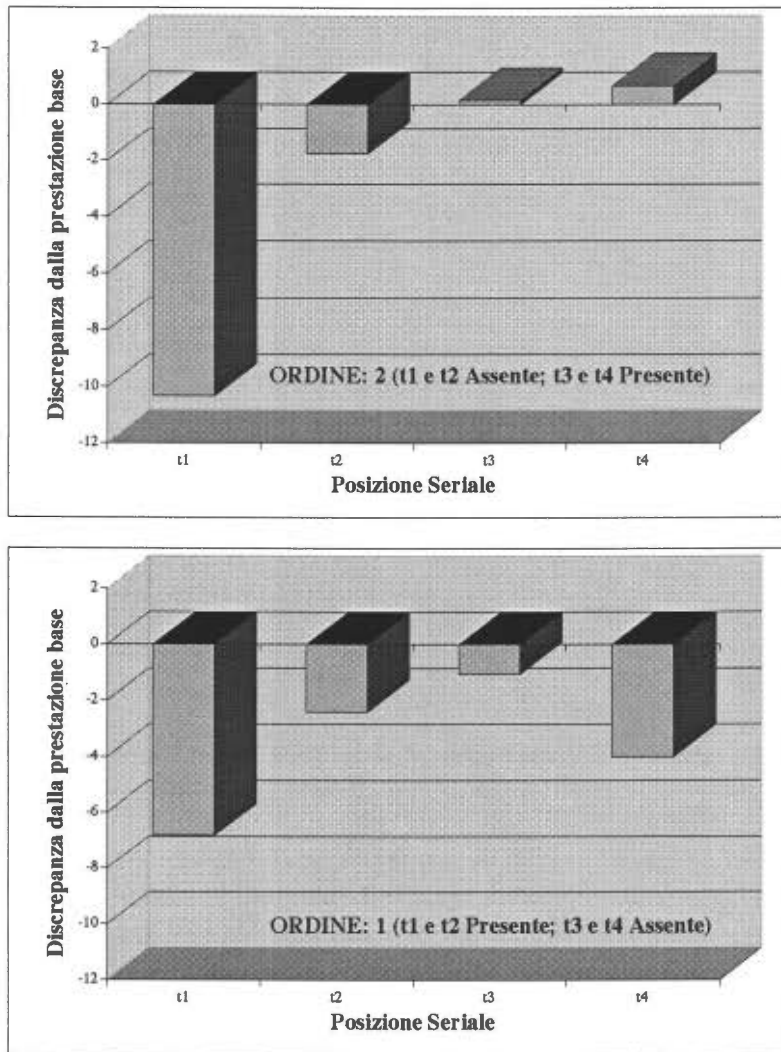 Discrepanza dalla prestazione base
2
0
-2
-4
-6
-8
-10
-12
ORDINE: 2 (t1 e t2 Assente; t3 e t4 Presente)
t1 t2 t3 t4
Posizione Seriale
Discrepanza dalla prestazione base
2
0
-2
-4
-6
-8
-10
-12
ORDINE: 1 (t1 e t2 Presente; t3 e t4 Assente)
t1 t2 t3 t4
Posizione Seriale